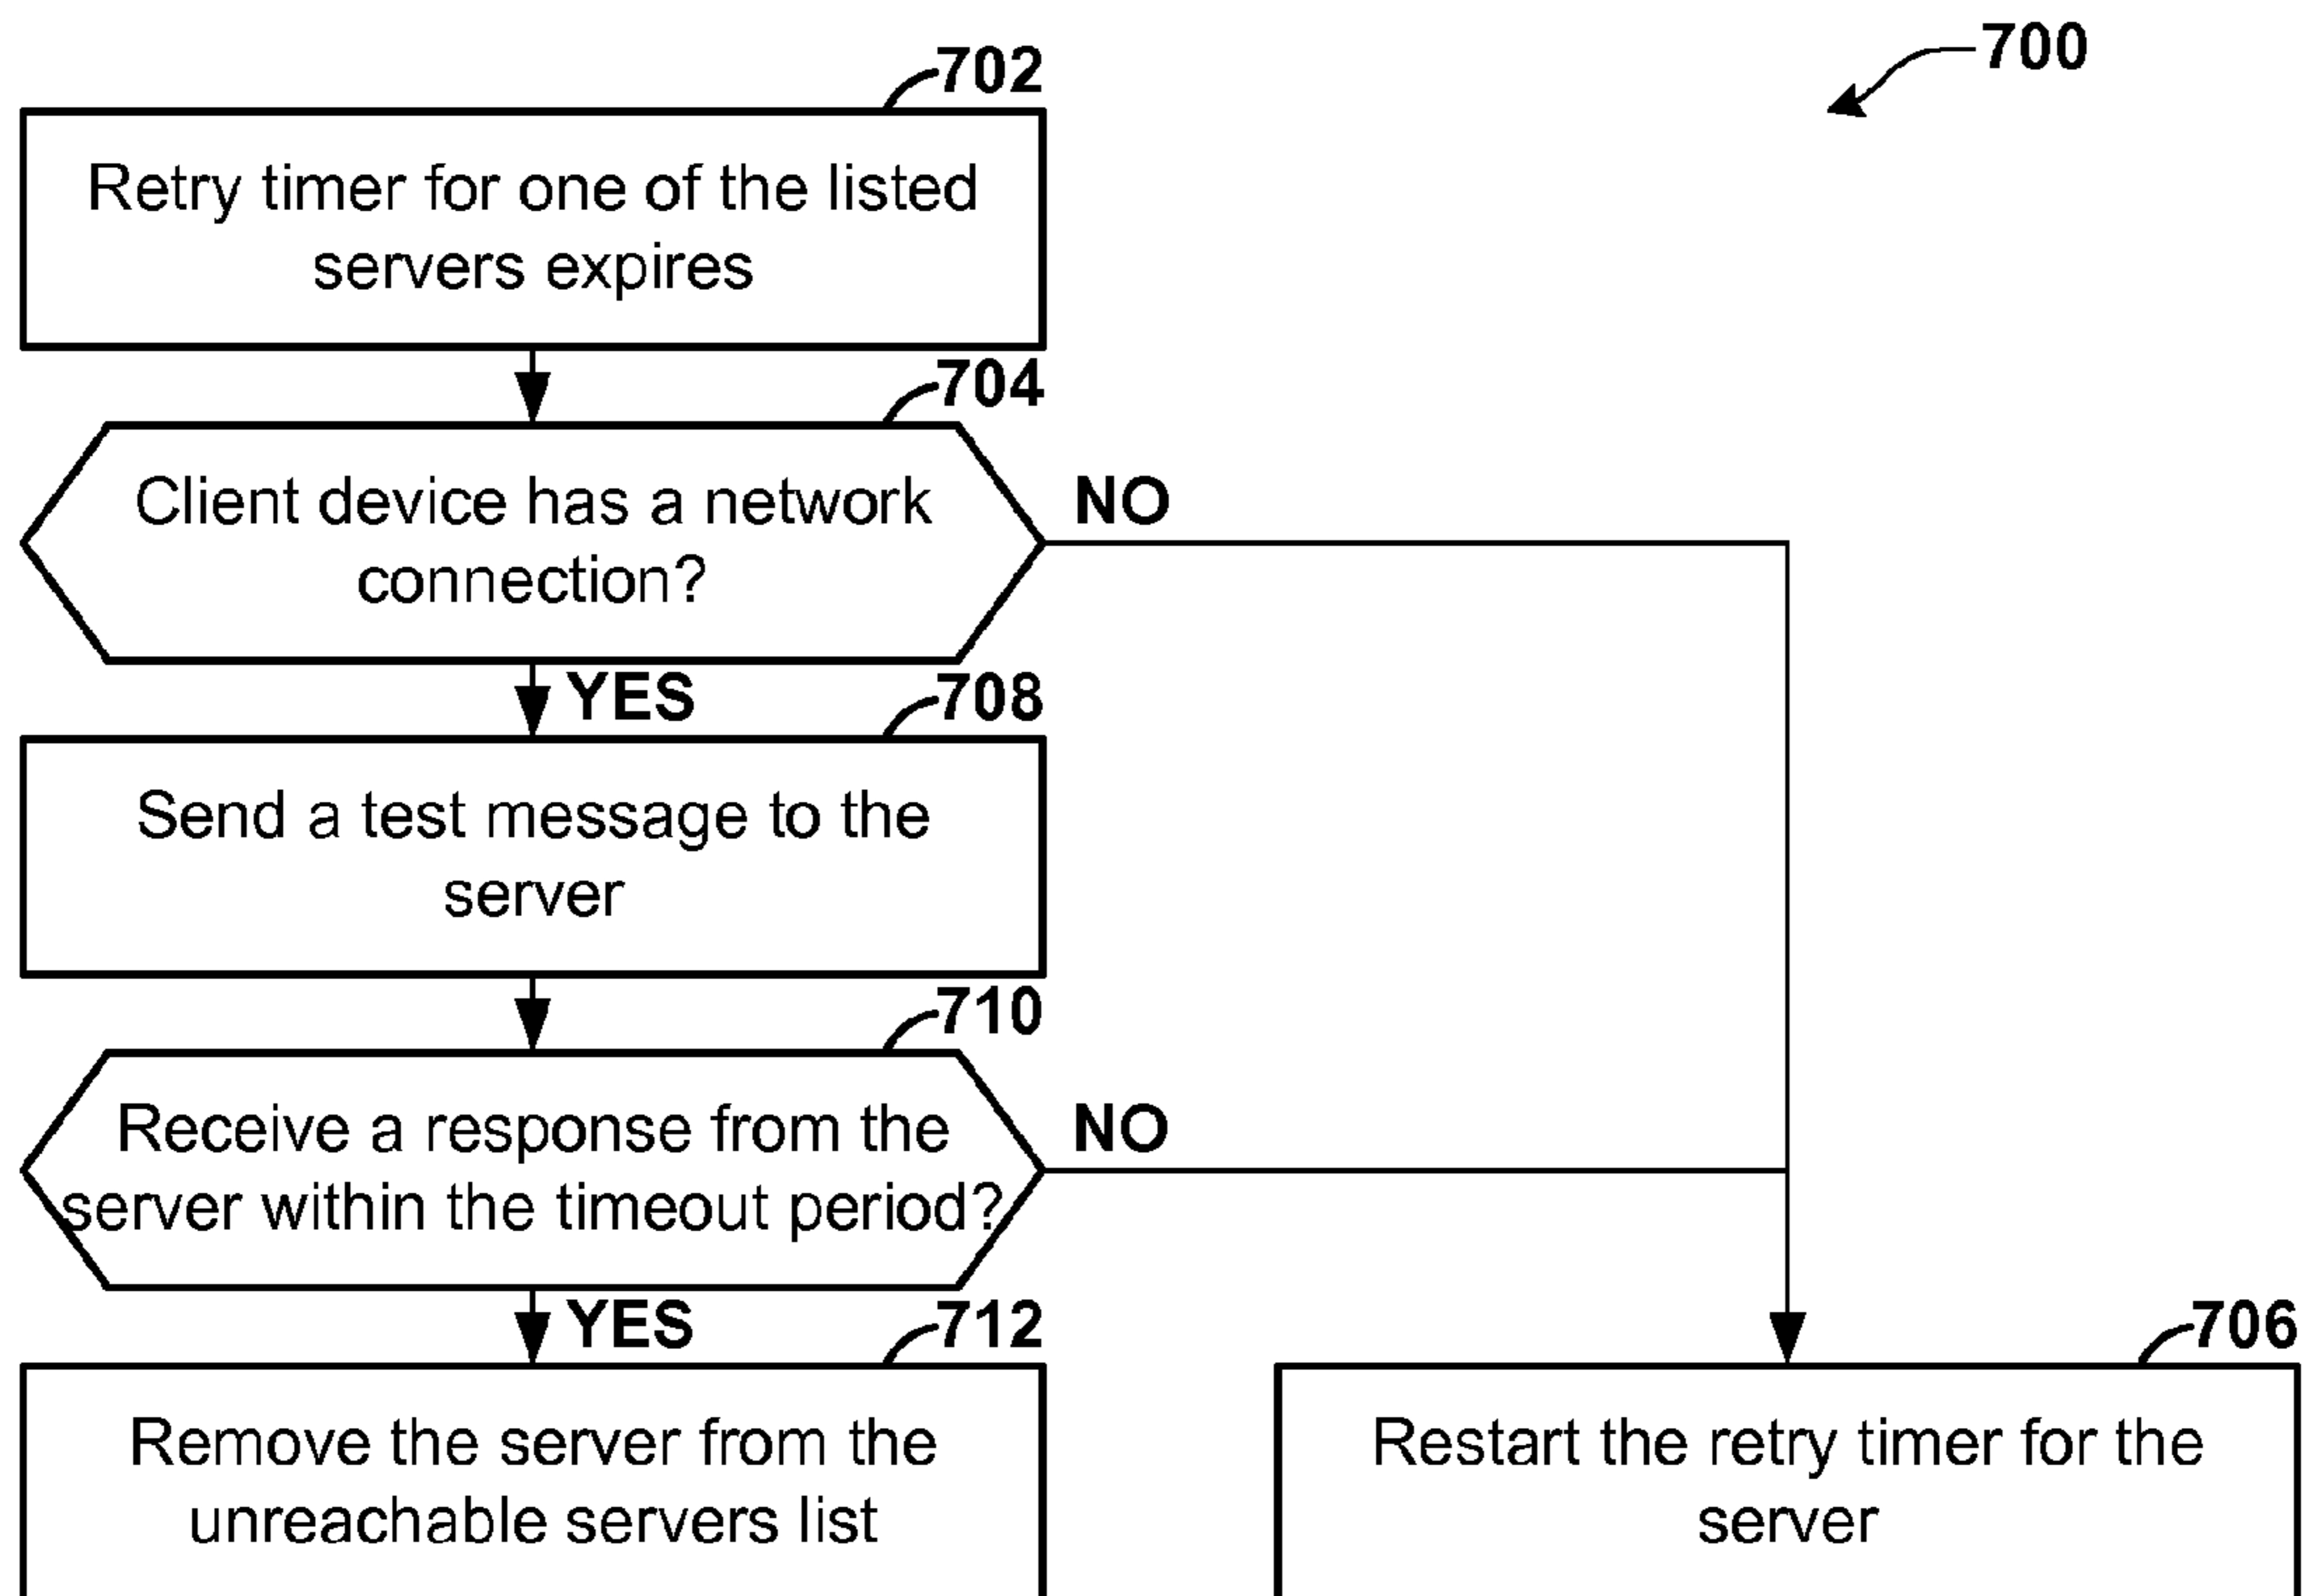 700
702
Retry timer for one of the listed
servers expires
704
Client device has a network
connection?
NO
YES
708
Send a test message to the
server
710
Receive a response from the
server within the timeout period?
NO
YES
712
Remove the server from the
unreachable servers list
706
Restart the retry timer for the
server